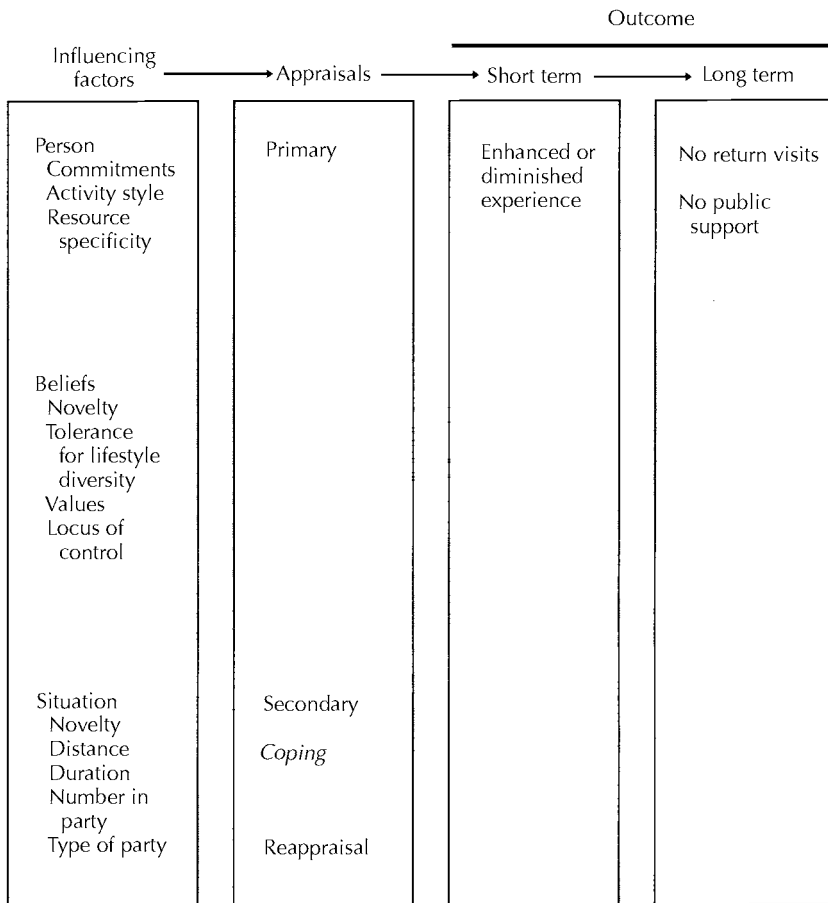 Outcome
Influencing
factors
Appraisals
Short term
Long term
Person
Commitments
Activity style
Resource
specificity
Beliefs
Novelty
Tolerance
for lifestyle
diversity
Values
Locus of
control
Situation
Novelty
Distance
Duration
Number in
party
Type of party
Primary
Secondary
Coping
Reappraisal
Enhanced or
diminished
experience
No return visits
No public
support